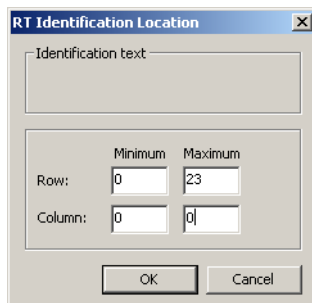 RT Identification Location
Identification text
Minimum Maximum
Row: 0 23
Column: 0 0
OK Cancel